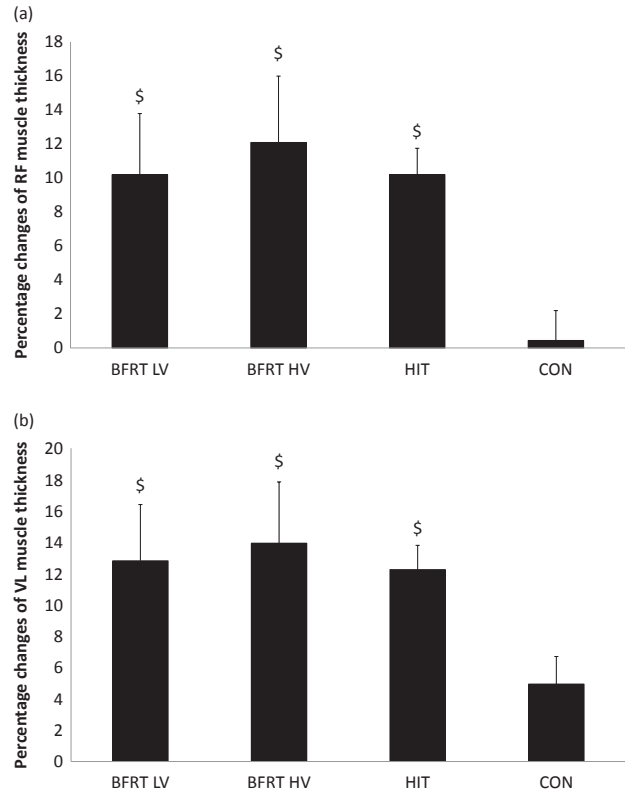 (a)
Percentage changes of RF muscle thickness
18
16
14
12
10
8
6
4
2
0
$
$
$
BFRT LV
BFRT HV
HIT
CON
(b)
Percentage changes of VL muscle thickness
20
18
16
14
12
10
8
6
4
2
0
$
$
$
BFRT LV
BFRT HV
HIT
CON